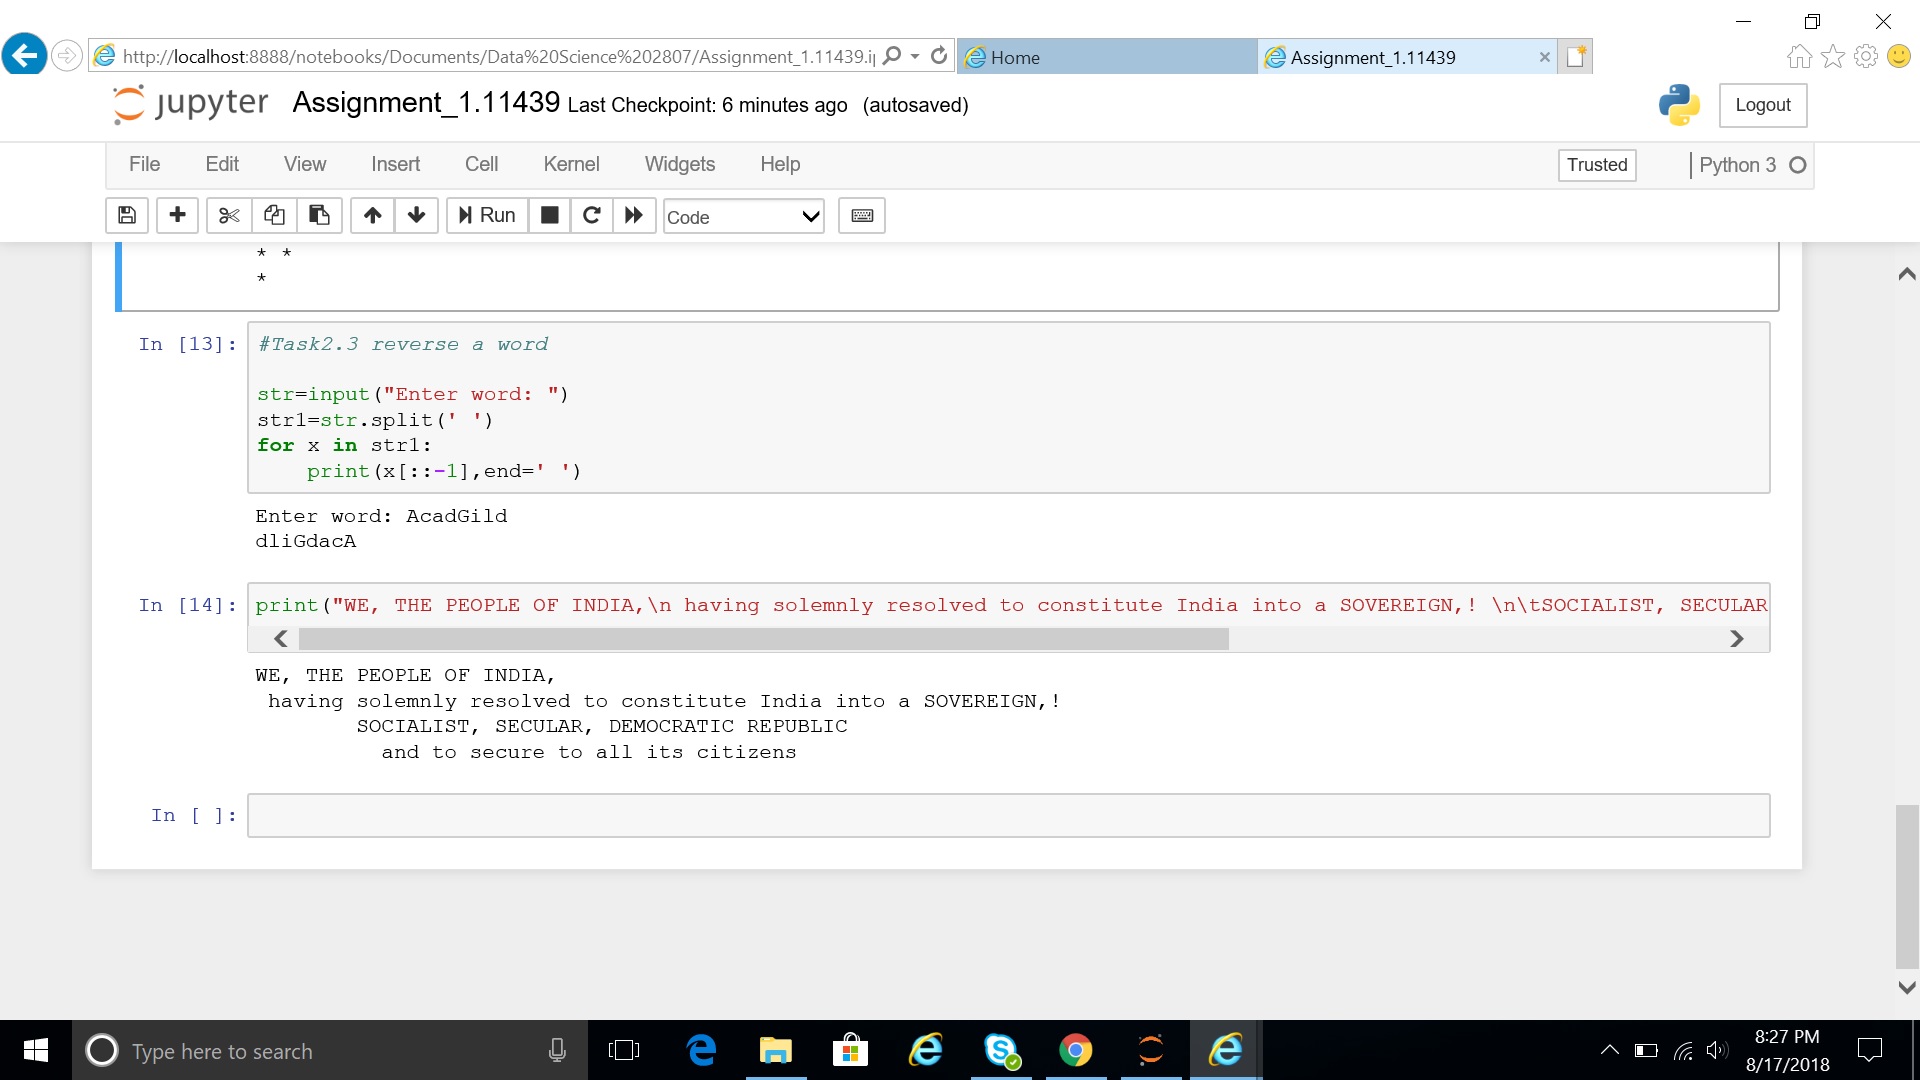 http://localhost:8888/notebooks/Documents/Data%20Science%202807/Assignment_1.11439.i
Home
Assignment_1.11439
jupyter Assignment_1.11439 Last Checkpoint: 6 minutes ago (autosaved)
Logout
File Edit View Insert Cell Kernel Widgets Help
Trusted
Python 3
Run
Code
* *
*
In [13]:
#Task2.3 reverse a word
str=input("Enter word: ")
str1=str.split(' ')
for x in str1:
    print(x[::-1],end=' ')
Enter word: AcadGild
dliGdacA
In [14]:
print("WE, THE PEOPLE OF INDIA,\n having solemnly resolved to constitute India into a SOVEREIGN,! \n\tSOCIALIST, SECULAR
WE, THE PEOPLE OF INDIA,
 having solemnly resolved to constitute India into a SOVEREIGN,!
        SOCIALIST, SECULAR, DEMOCRATIC REPUBLIC
          and to secure to all its citizens
In [ ]:
Type here to search
8:27 PM
8/17/2018